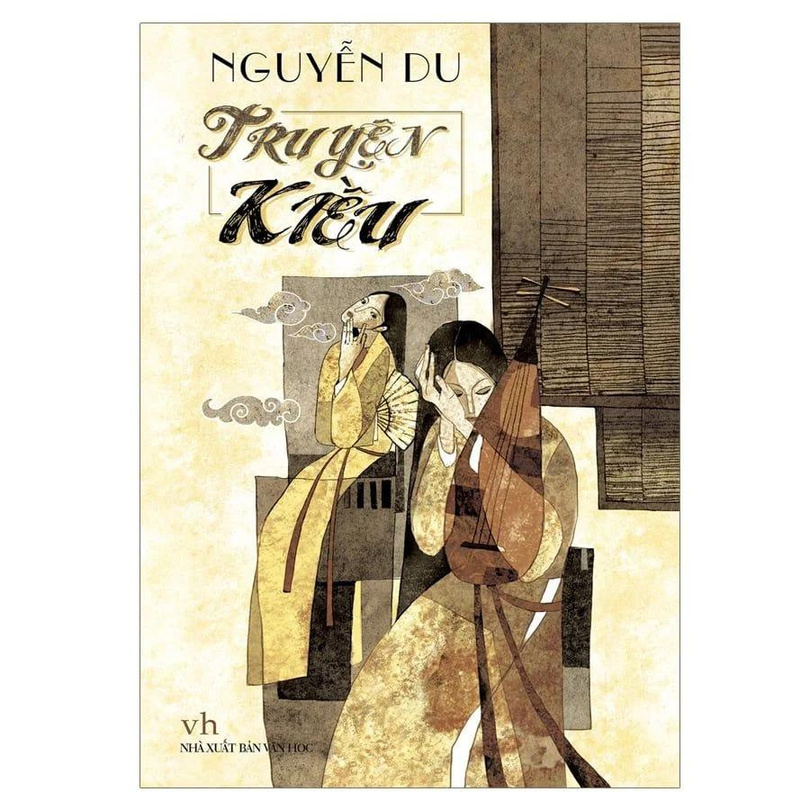 NGUYỄN DU
TRUYỆN
KIỀU
vh
NHÀ XUẤT BẢN VĂN HỌC